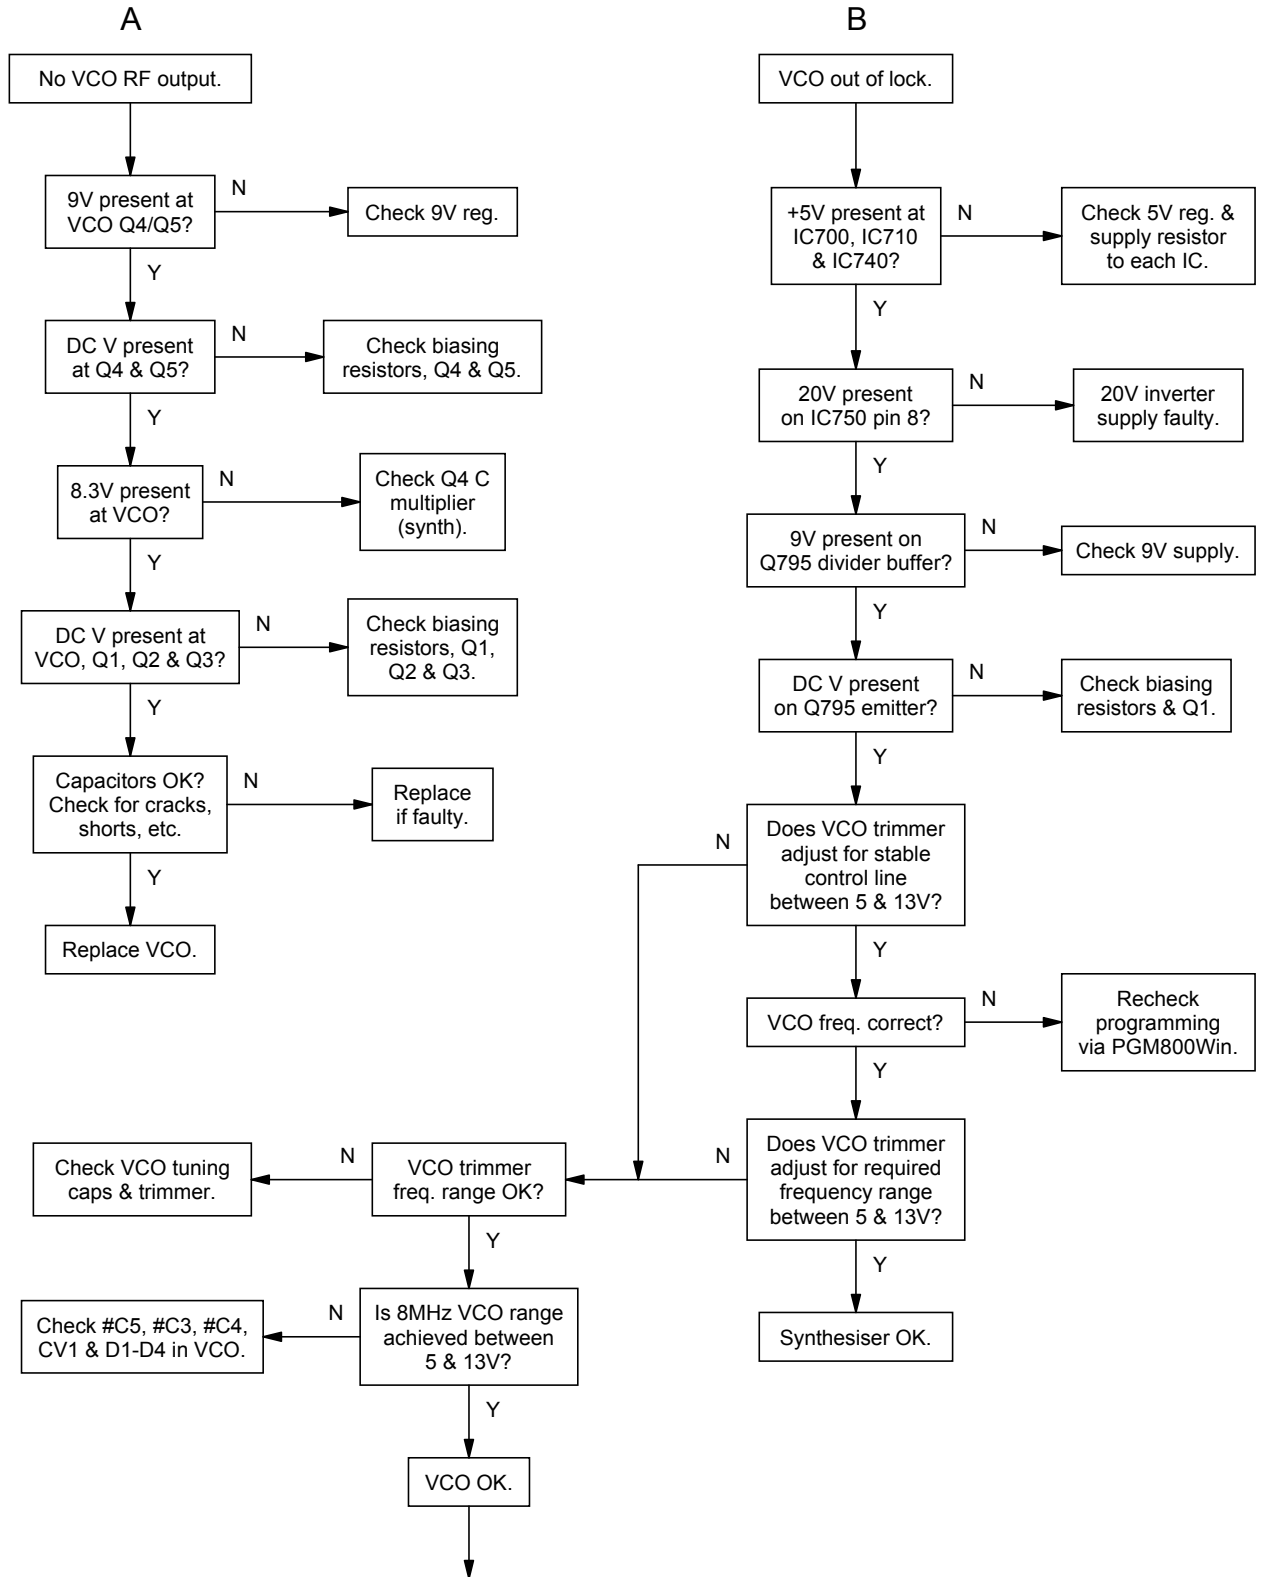 A
No VCO RF output.
9V present at
VCO Q4/Q5?
N
Check 9V reg.
Y
DC V present
at Q4 & Q5?
N
Check biasing
resistors, Q4 & Q5.
Y
8.3V present
at VCO?
N
Check Q4 C
multiplier
(synth).
Y
DC V present at
VCO, Q1, Q2 & Q3?
N
Check biasing
resistors, Q1,
Q2 & Q3.
Y
Capacitors OK?
Check for cracks,
shorts, etc.
N
Replace
if faulty.
Y
Replace VCO.
B
VCO out of lock.
+5V present at
IC700, IC710
& IC740?
N
Check 5V reg. &
supply resistor
to each IC.
Y
20V present
on IC750 pin 8?
N
20V inverter
supply faulty.
Y
9V present on
Q795 divider buffer?
N
Check 9V supply.
Y
DC V present
on Q795 emitter?
N
Check biasing
resistors & Q1.
Y
Does VCO trimmer
adjust for stable
control line
between 5 & 13V?
N
Y
VCO freq. correct?
N
Recheck
programming
via PGM800Win.
Y
Does VCO trimmer
adjust for required
frequency range
between 5 & 13V?
N
Y
Synthesiser OK.
VCO trimmer
freq. range OK?
N
Check VCO tuning
caps & trimmer.
Y
Is 8MHz VCO range
achieved between
5 & 13V?
N
Check #C5, #C3, #C4,
CV1 & D1-D4 in VCO.
Y
VCO OK.